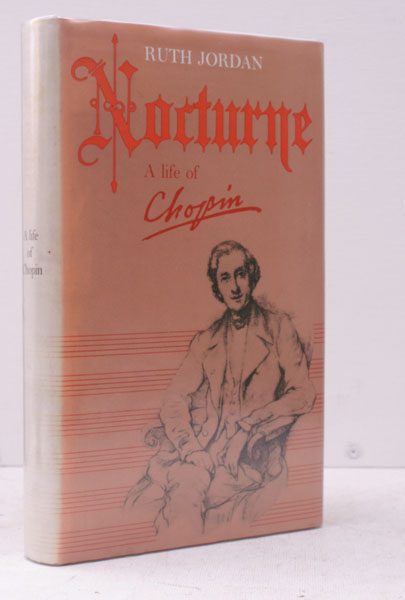 RUTH JORDAN
Nocturne
A life of
Chopin
A life
of
Chopin